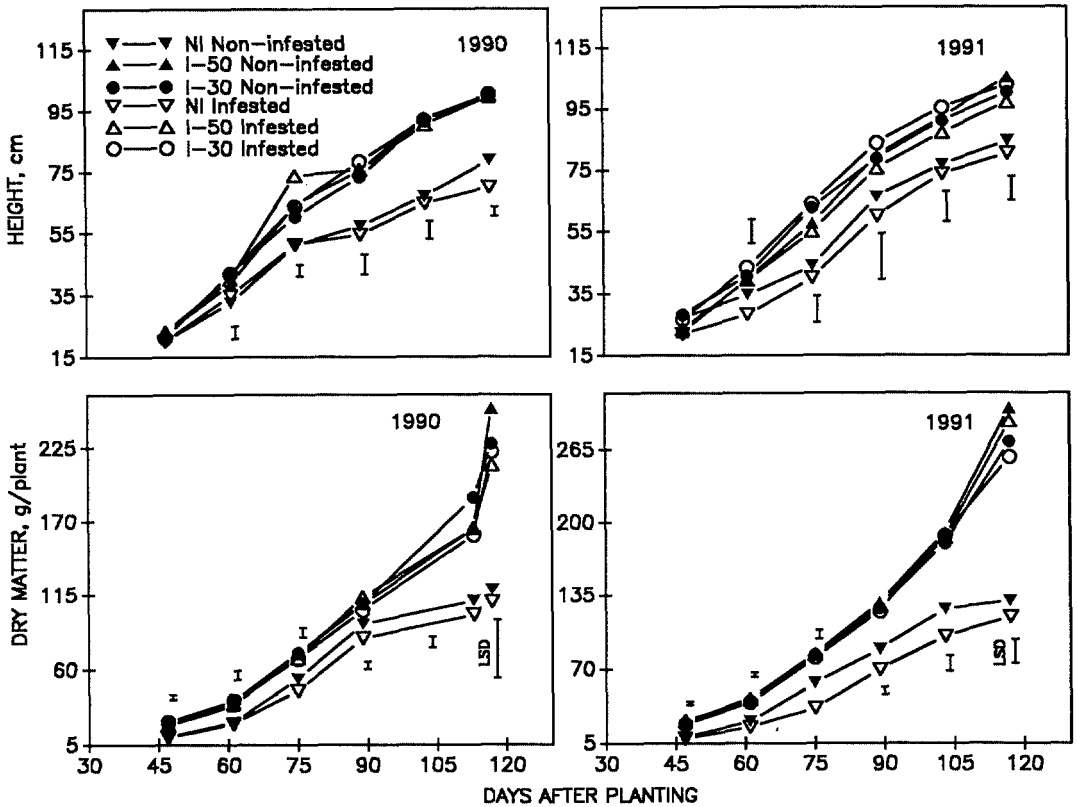 1990
NI Non-infested
I-50 Non-infested
I-30 Non-infested
NI Infested
I-50 Infested
I-30 Infested
HEIGHT, cm
115
95
75
55
35
15
1991
115
95
75
55
35
15
1990
DRY MATTER, g/plant
225
170
115
60
5
LSD
30 45 60 75 90 105 120
1991
265
200
135
70
5
LSD
30 45 60 75 90 105 120
DAYS AFTER PLANTING